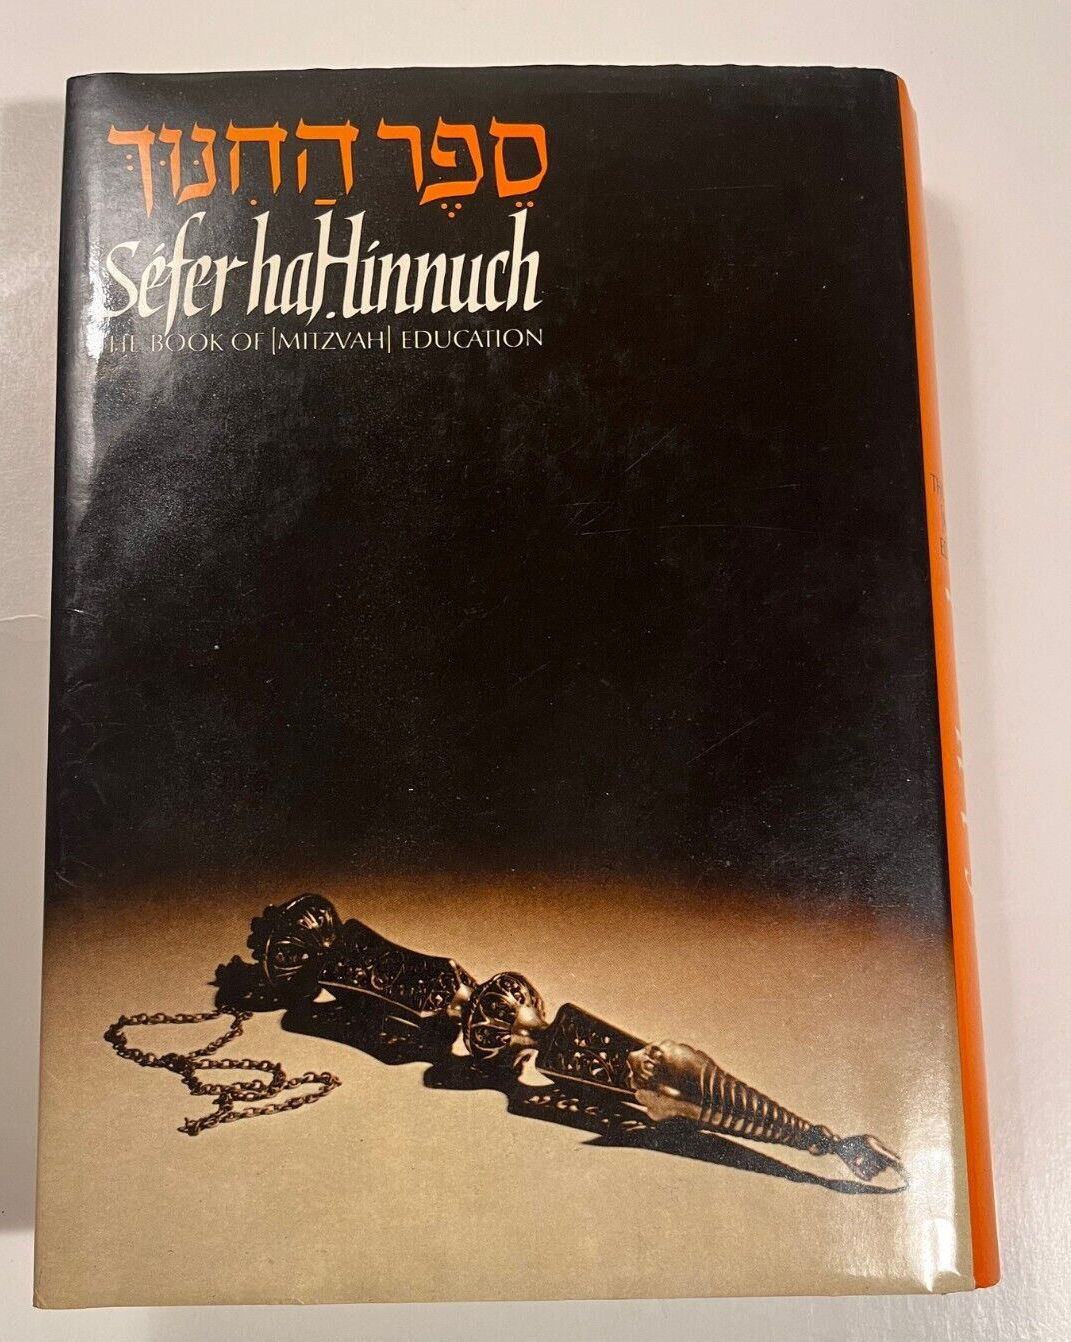 סֵפֶר הַחִנּוּךְ
Séfer haḤinnuch
THE BOOK OF [MITZVAH] EDUCATION